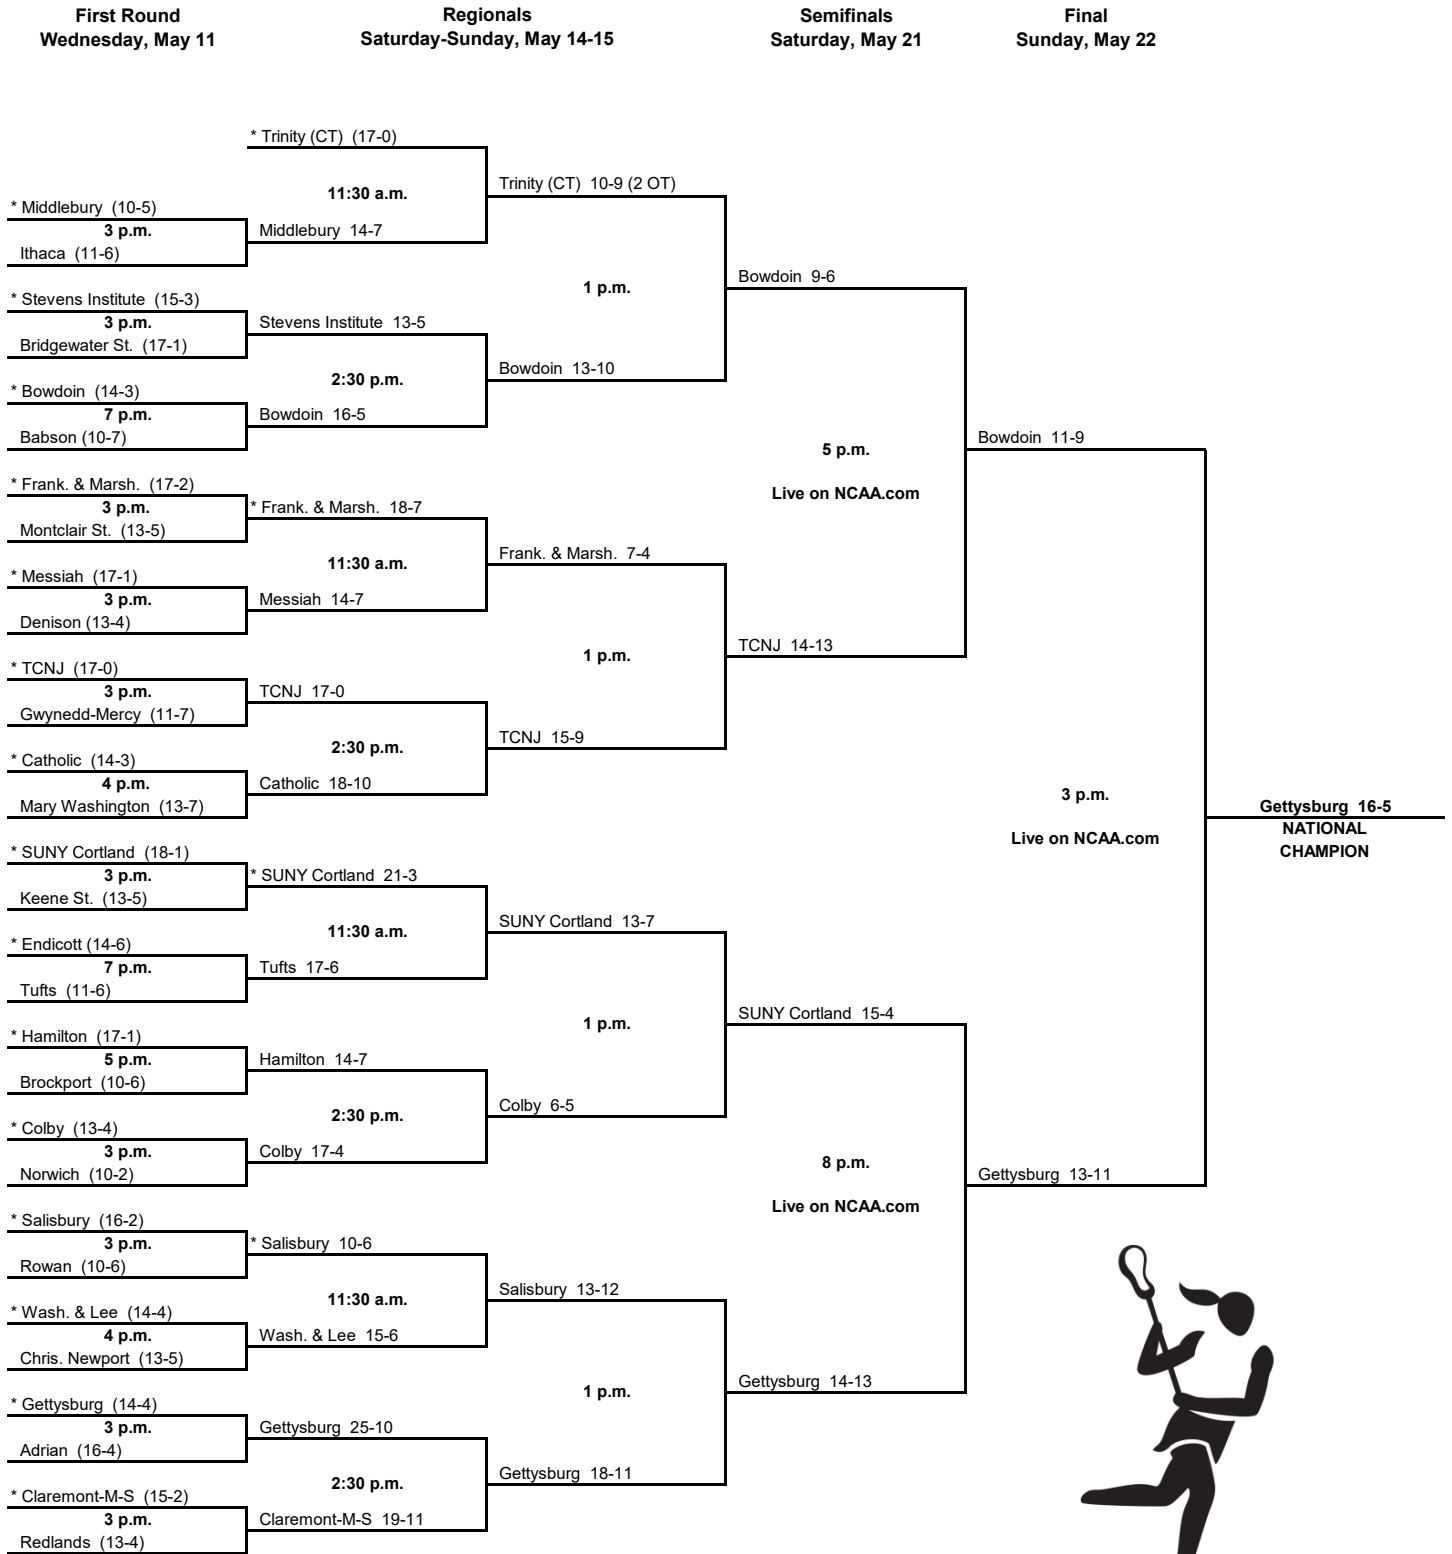 First Round
Wednesday, May 11
Regionals
Saturday-Sunday, May 14-15
Semifinals
Saturday, May 21
Final
Sunday, May 22
* Trinity (CT)  (17-0)
11:30 a.m.
Trinity (CT)  10-9 (2 OT)
* Middlebury  (10-5)
3 p.m.
Ithaca  (11-6)
Middlebury  14-7
1 p.m.
Bowdoin  9-6
* Stevens Institute  (15-3)
3 p.m.
Bridgewater St.  (17-1)
Stevens Institute  13-5
2:30 p.m.
Bowdoin  13-10
* Bowdoin  (14-3)
7 p.m.
Babson (10-7)
Bowdoin  16-5
5 p.m.
Live on NCAA.com
Bowdoin  11-9
* Frank. & Marsh.  (17-2)
3 p.m.
Montclair St.  (13-5)
* Frank. & Marsh.  18-7
11:30 a.m.
Frank. & Marsh.  7-4
* Messiah  (17-1)
3 p.m.
Denison (13-4)
Messiah  14-7
1 p.m.
TCNJ  14-13
* TCNJ  (17-0)
3 p.m.
Gwynedd-Mercy  (11-7)
TCNJ  17-0
2:30 p.m.
TCNJ  15-9
* Catholic  (14-3)
4 p.m.
Mary Washington  (13-7)
Catholic  18-10
3 p.m.
Live on NCAA.com
Gettysburg  16-5
NATIONAL
CHAMPION
* SUNY Cortland  (18-1)
3 p.m.
Keene St.  (13-5)
* SUNY Cortland  21-3
11:30 a.m.
SUNY Cortland  13-7
* Endicott (14-6)
7 p.m.
Tufts  (11-6)
Tufts  17-6
1 p.m.
SUNY Cortland  15-4
* Hamilton  (17-1)
5 p.m.
Brockport  (10-6)
Hamilton  14-7
2:30 p.m.
Colby  6-5
* Colby  (13-4)
3 p.m.
Norwich  (10-2)
Colby  17-4
8 p.m.
Live on NCAA.com
Gettysburg  13-11
* Salisbury  (16-2)
3 p.m.
Rowan  (10-6)
* Salisbury  10-6
11:30 a.m.
Salisbury  13-12
* Wash. & Lee  (14-4)
4 p.m.
Chris. Newport  (13-5)
Wash. & Lee  15-6
1 p.m.
Gettysburg  14-13
* Gettysburg  (14-4)
3 p.m.
Adrian  (16-4)
Gettysburg  25-10
2:30 p.m.
Gettysburg  18-11
* Claremont-M-S  (15-2)
3 p.m.
Redlands  (13-4)
Claremont-M-S  19-11